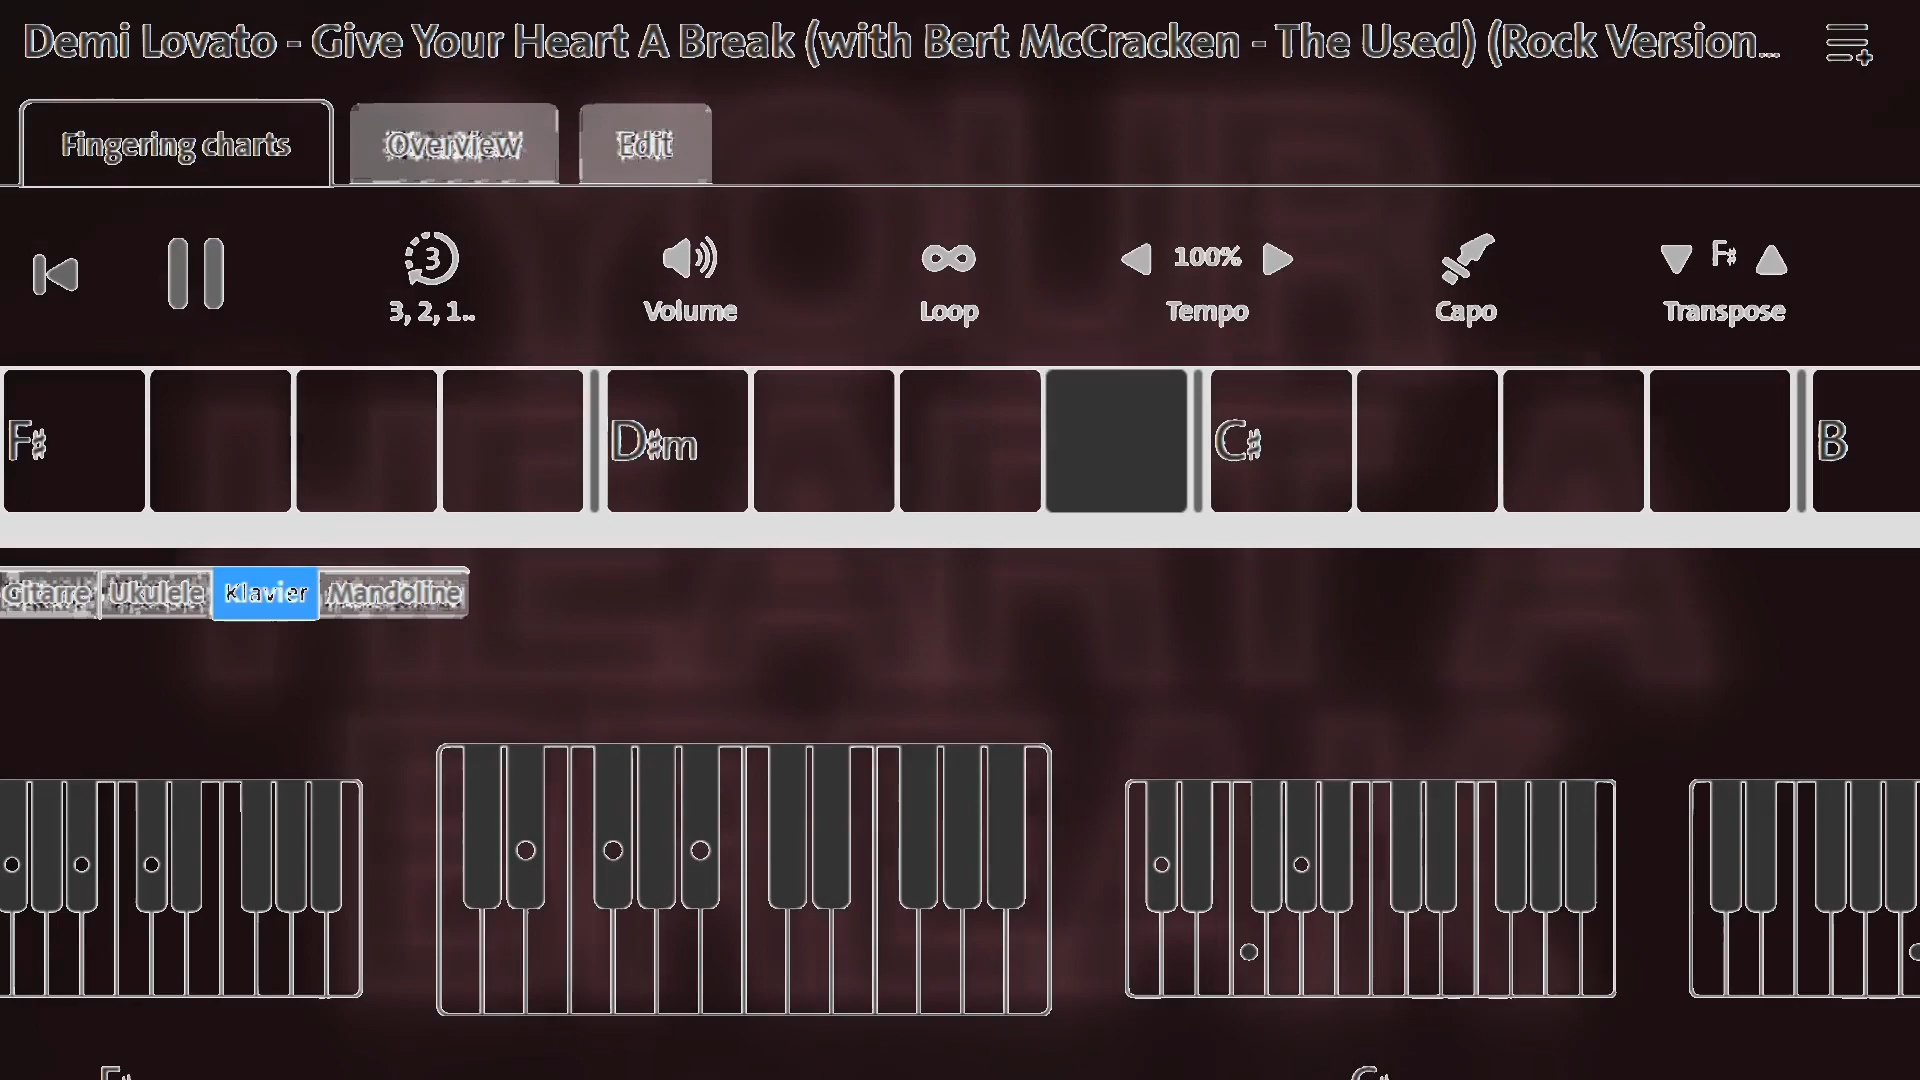 Demi Lovato - Give Your Heart A Break (with Bert McCracken - The Used) (Rock Version...
Fingering charts Overview Edit
3 100% F#
3, 2, 1.. Volume Loop Tempo Capo Transpose
F# D#m C# B
Gitarre Ukulele Klavier Mandoline